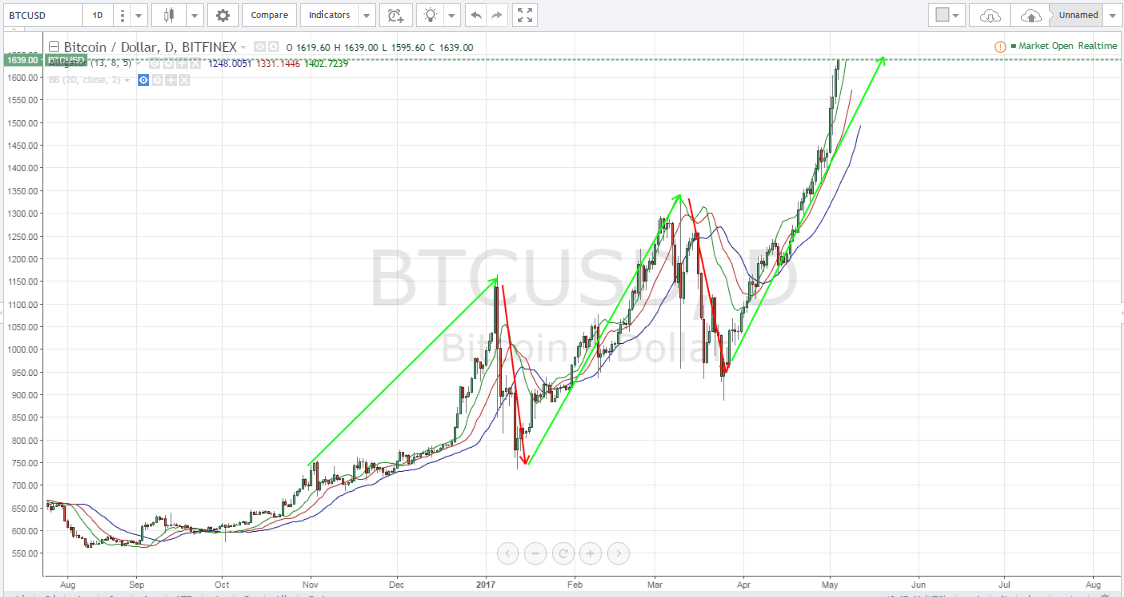 BTCUSD 1D Compare Indicators Unnamed
Bitcoin / Dollar, D, BITFINEX O 1619.60 H 1639.00 L 1595.60 C 1639.00
Market Open Realtime
Alligator (13, 8, 5) 1248.0051 1331.1446 1402.7239
BB (20, close, 2)
1639.00 BTCUSD
1600.00
1550.00
1500.00
1450.00
1400.00
1350.00
1300.00
1250.00
1200.00
1150.00
1100.00
1050.00
1000.00
950.00
900.00
850.00
800.00
750.00
700.00
650.00
600.00
550.00
BTCUSD, D
Bitcoin / Dollar
Aug Sep Oct Nov Dec 2017 Feb Mar Apr May Jun Jul Aug